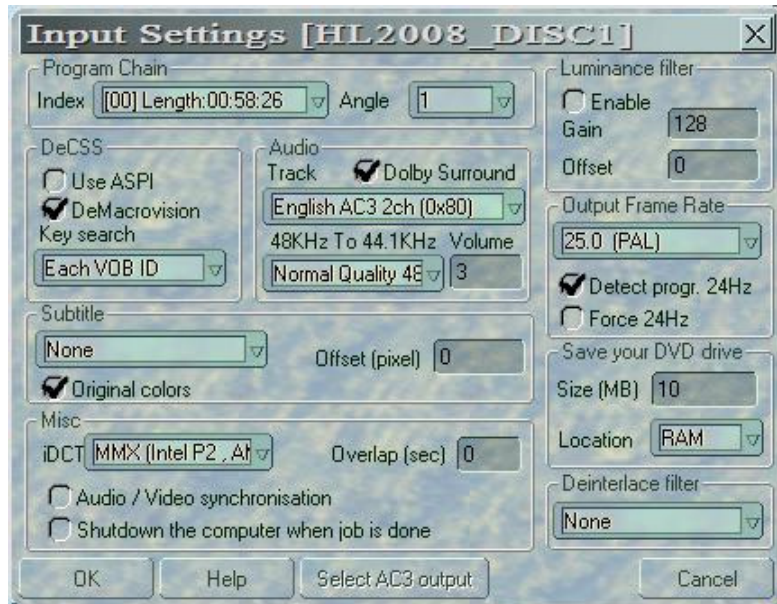 Input Settings [HL2008_DISC1]
Program Chain
Index [00] Length:00:58:26 Angle 1
DeCSS
Use ASPI
DeMacrovision
Key search
Each VOB ID
Audio
Track Dolby Surround
English AC3 2ch (0x80)
48KHz To 44.1KHz Volume
Normal Quality 48 3
Subtitle
None Offset (pixel) 0
Original colors
Misc
iDCT MMX (Intel P2 , Overlap (sec) 0
Audio / Video synchronisation
Shutdown the computer when job is done
Luminance filter
Enable
Gain 128
Offset 0
Output Frame Rate
25.0 (PAL)
Detect progr. 24Hz
Force 24Hz
Save your DVD drive
Size (MB) 10
Location RAM
Deinterlace filter
None
OK Help Select AC3 output Cancel